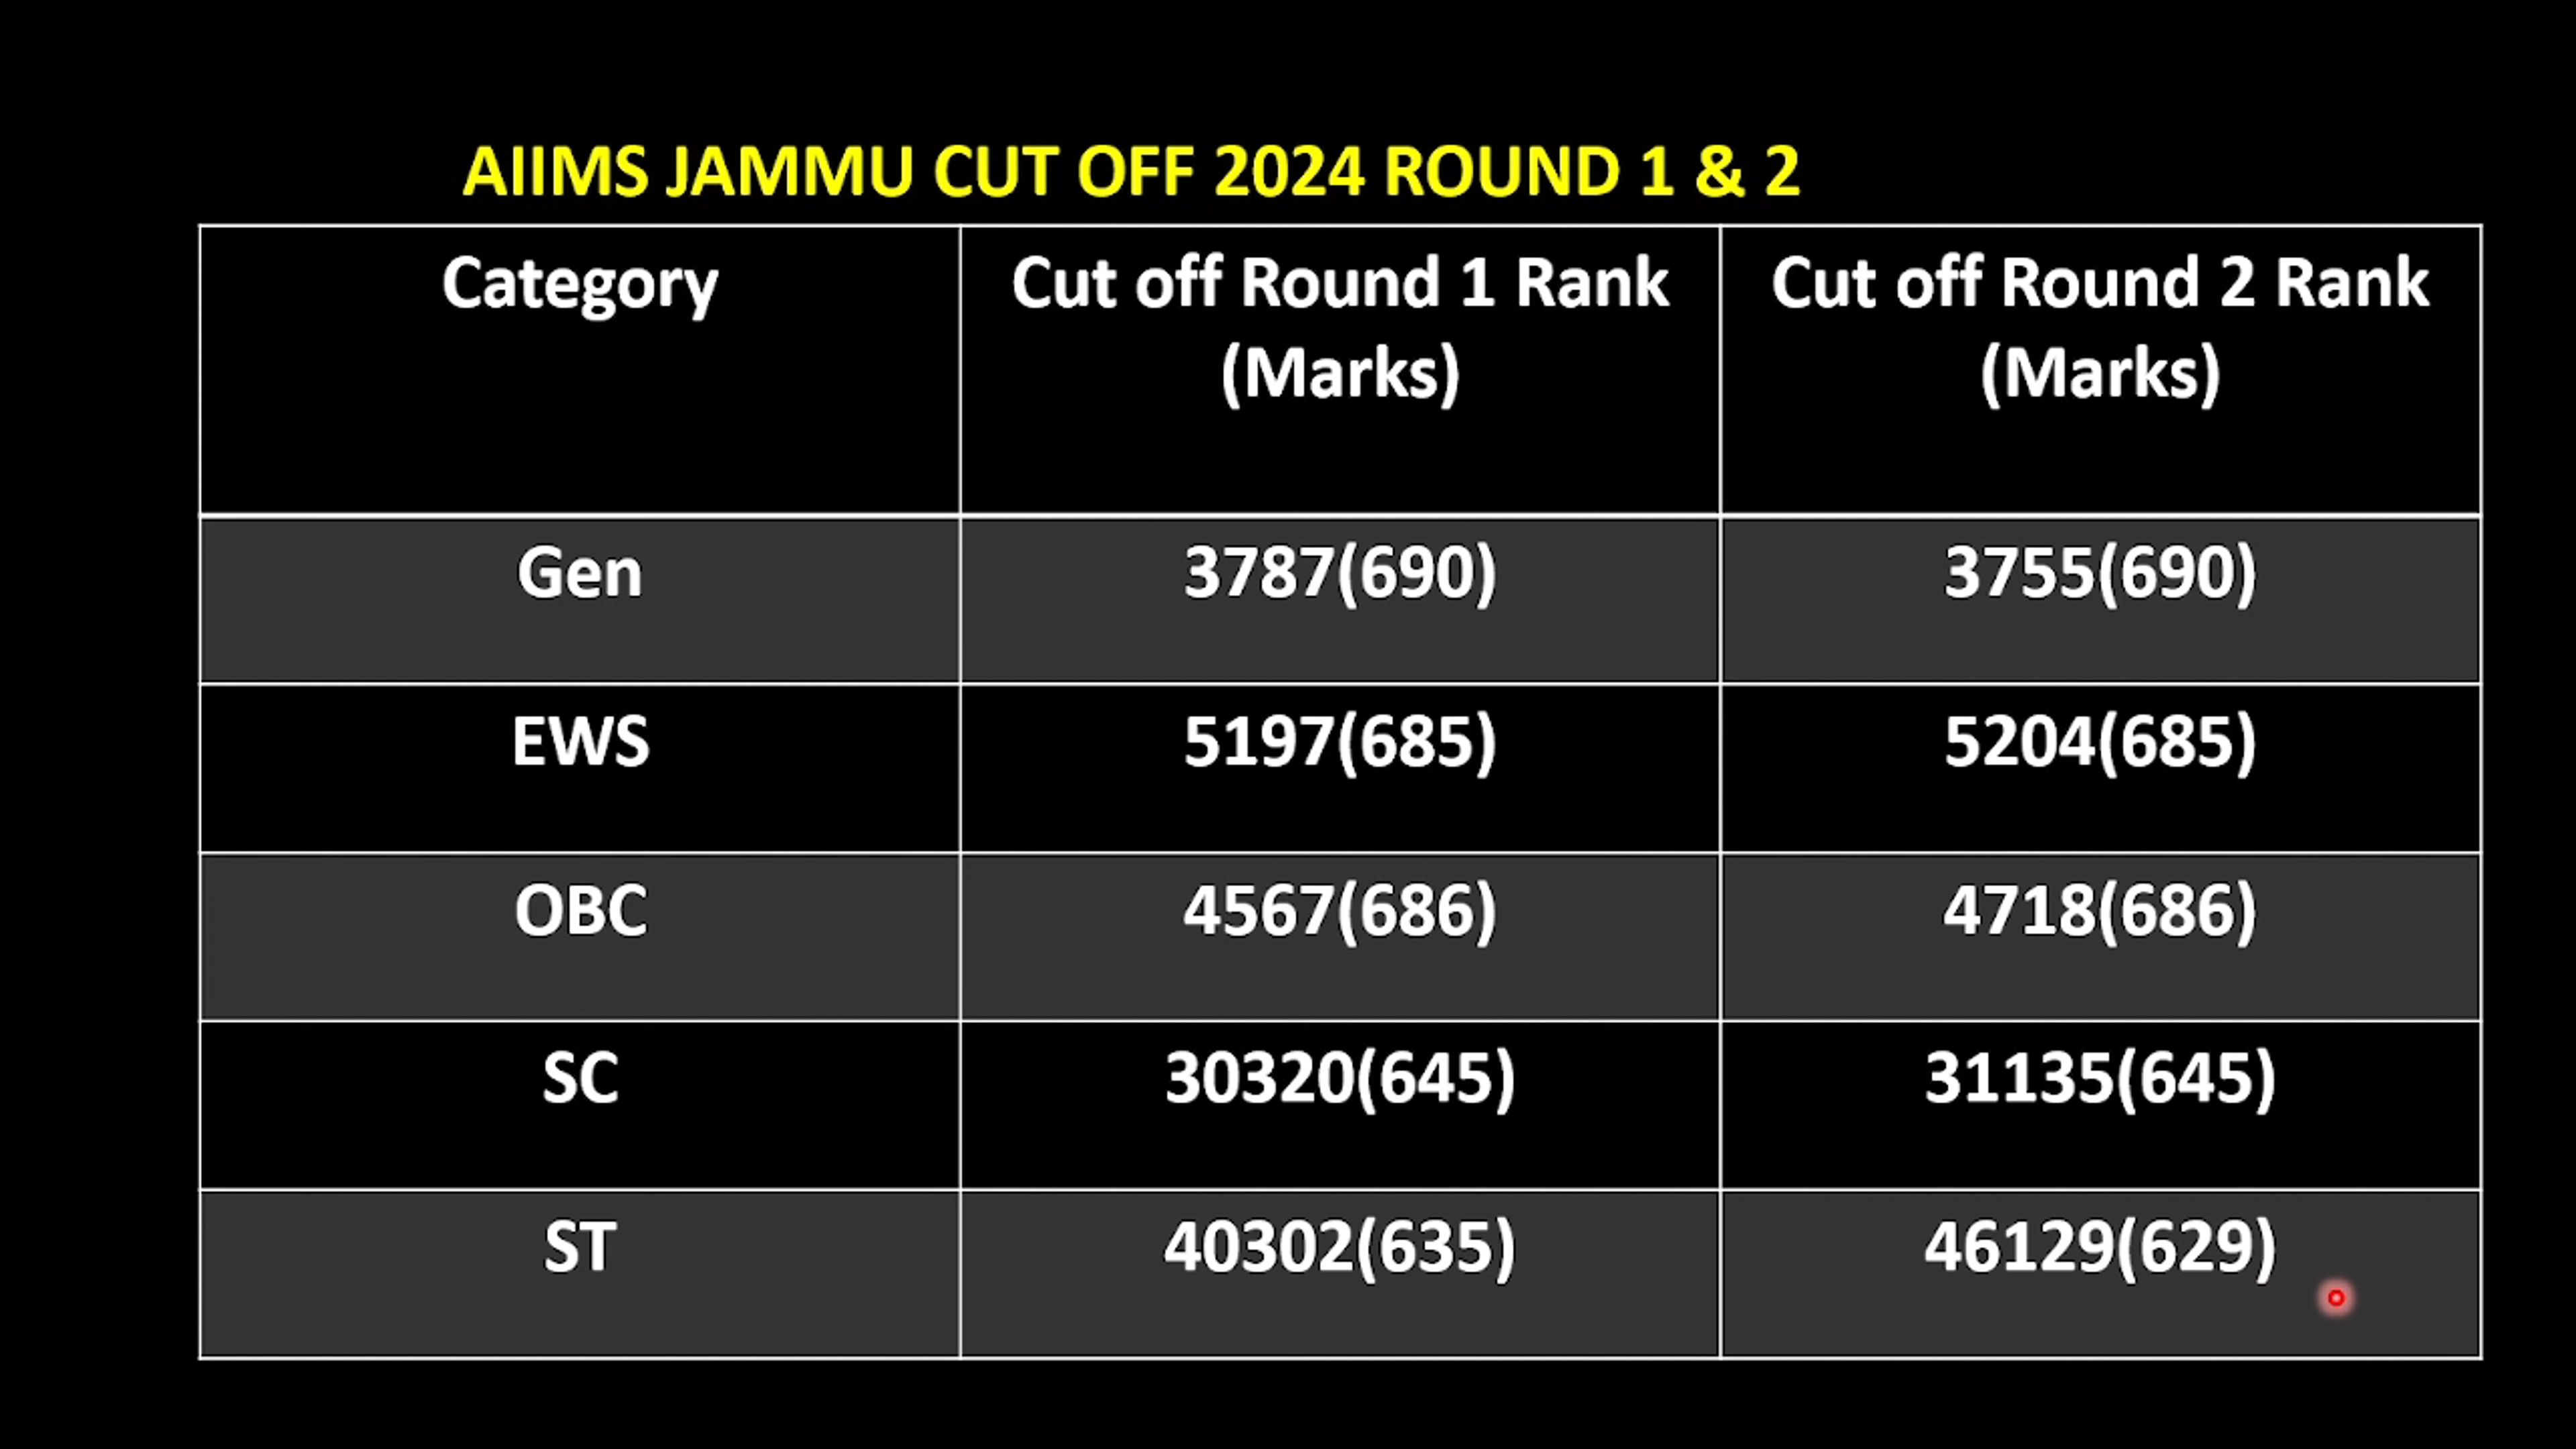 AIIMS JAMMU CUT OFF 2024 ROUND 1 & 2
Category
Cut off Round 1 Rank
(Marks)
Cut off Round 2 Rank
(Marks)
Gen
3787(690)
3755(690)
EWS
5197(685)
5204(685)
OBC
4567(686)
4718(686)
SC
30320(645)
31135(645)
ST
40302(635)
46129(629)